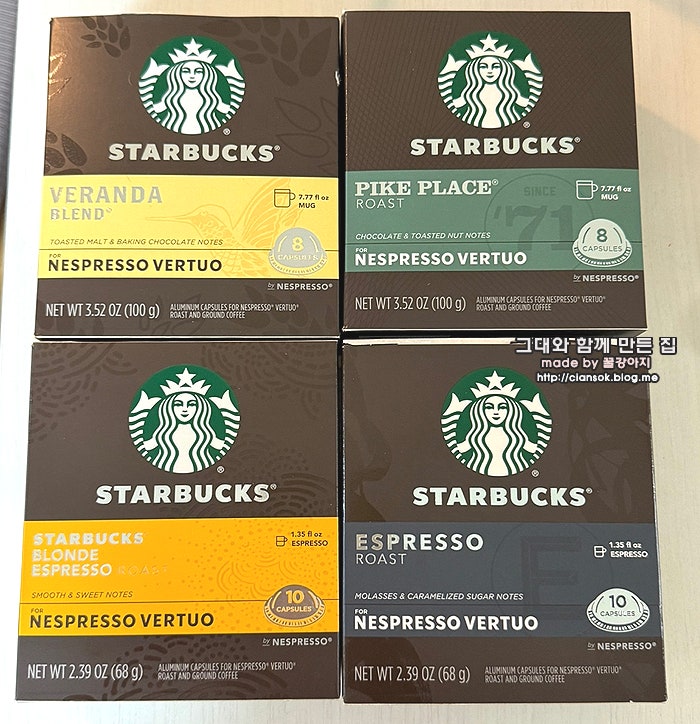 STARBUCKS®
VERANDA
BLEND®
7.77 fl oz
MUG
TOASTED MALT & BAKING CHOCOLATE NOTES
8
CAPSULES
FOR
NESPRESSO VERTUO
by NESPRESSO®
NET WT 3.52 OZ (100 g)
ALUMINUM CAPSULES FOR NESPRESSO® VERTUO®
ROAST AND GROUND COFFEE
STARBUCKS®
PIKE PLACE®
ROAST
SINCE
'71
7.77 fl oz
MUG
CHOCOLATE & TOASTED NUT NOTES
8
CAPSULES
FOR
NESPRESSO VERTUO
by NESPRESSO®
NET WT 3.52 OZ (100 g)
ALUMINUM CAPSULES FOR NESPRESSO® VERTUO®
ROAST AND GROUND COFFEE
그대와 함께 만든 집
made by 꼴강아지
http://ciansok.blog.me
STARBUCKS®
STARBUCKS
BLONDE
ESPRESSO ROAST
1.35 fl oz
ESPRESSO
SMOOTH & SWEET NOTES
10
CAPSULES
FOR
NESPRESSO VERTUO
by NESPRESSO®
NET WT 2.39 OZ (68 g)
ALUMINUM CAPSULES FOR NESPRESSO® VERTUO®
ROAST AND GROUND COFFEE
STARBUCKS®
ESPRESSO
ROAST
E
1.35 fl oz
ESPRESSO
MOLASSES & CARAMELIZED SUGAR NOTES
10
CAPSULES
FOR
NESPRESSO VERTUO
by NESPRESSO®
NET WT 2.39 OZ (68 g)
ALUMINUM CAPSULES FOR NESPRESSO® VERTUO®
ROAST AND GROUND COFFEE